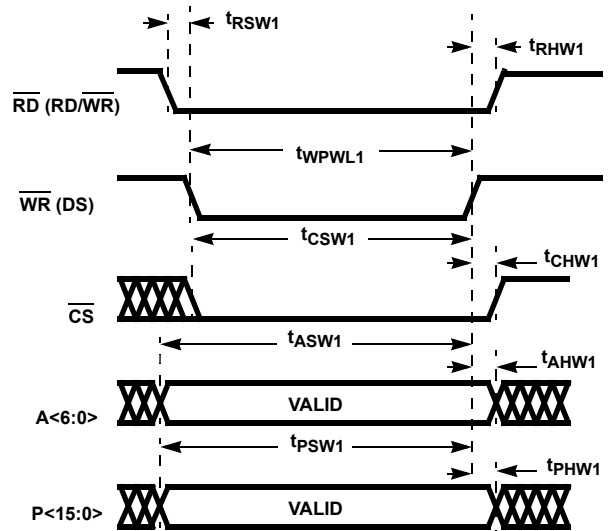 tRSW1
tRHW1
RD (RD/WR)
tWPWL1
WR (DS)
tCSW1
tCHW1
CS
tASW1
tAHW1
A<6:0>
VALID
tPSW1
tPHW1
P<15:0>
VALID